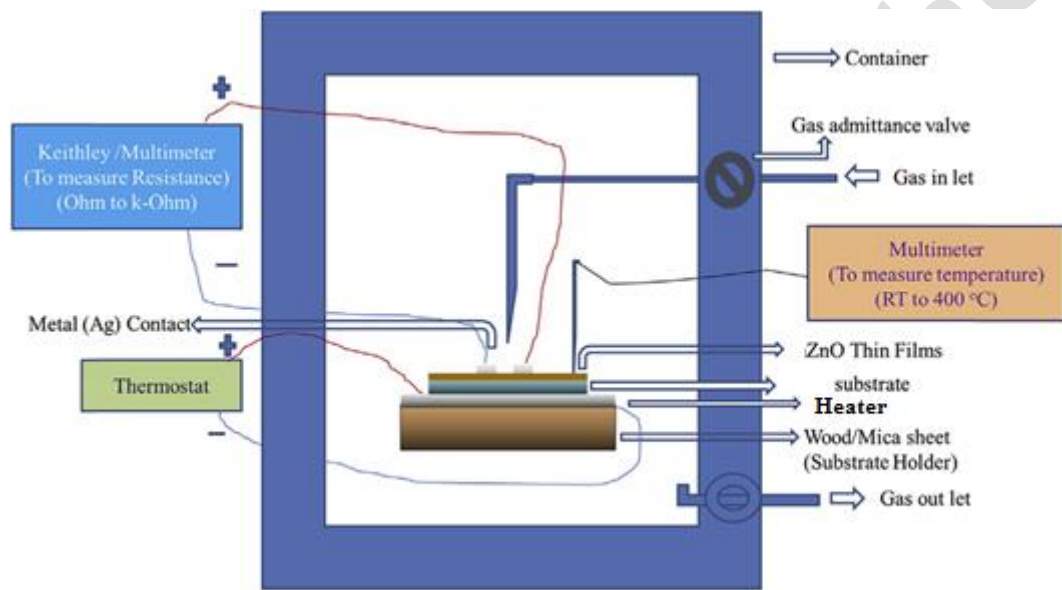 Container
+
Gas admittance valve
Keithley /Multimeter
(To measure Resistance)
(Ohm to k-Ohm)
Gas in let
Multimeter
(To measure temperature)
(RT to 400 °C)
−
Metal (Ag) Contact
+
ZnO Thin Films
Thermostat
substrate
Heater
−
Wood/Mica sheet
(Substrate Holder)
Gas out let